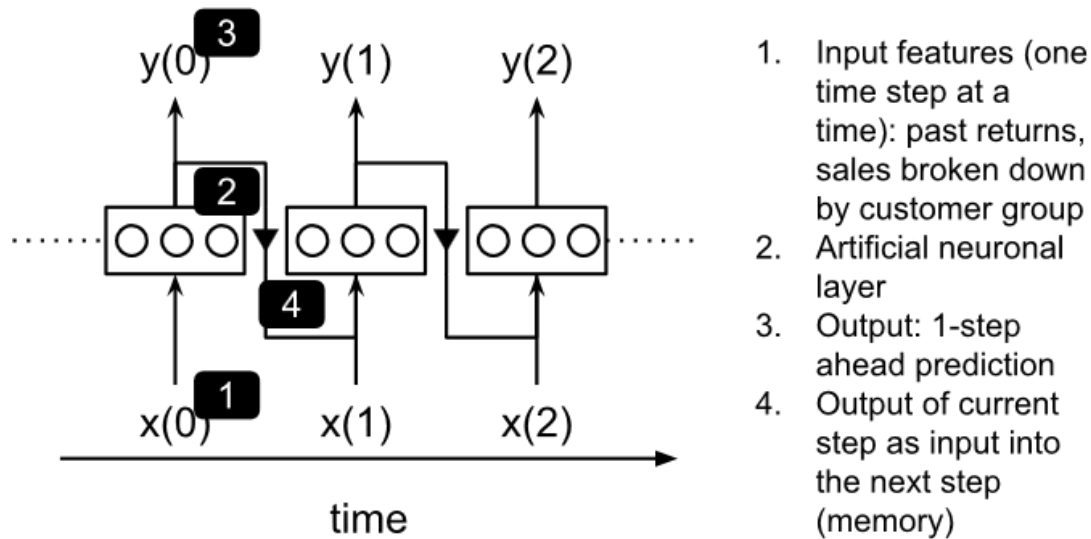 3
y(0) y(1) y(2)
2
4
1
x(0) x(1) x(2)
time
1. Input features (one
time step at a
time): past returns,
sales broken down
by customer group
2. Artificial neuronal
layer
3. Output: 1-step
ahead prediction
4. Output of current
step as input into
the next step
(memory)